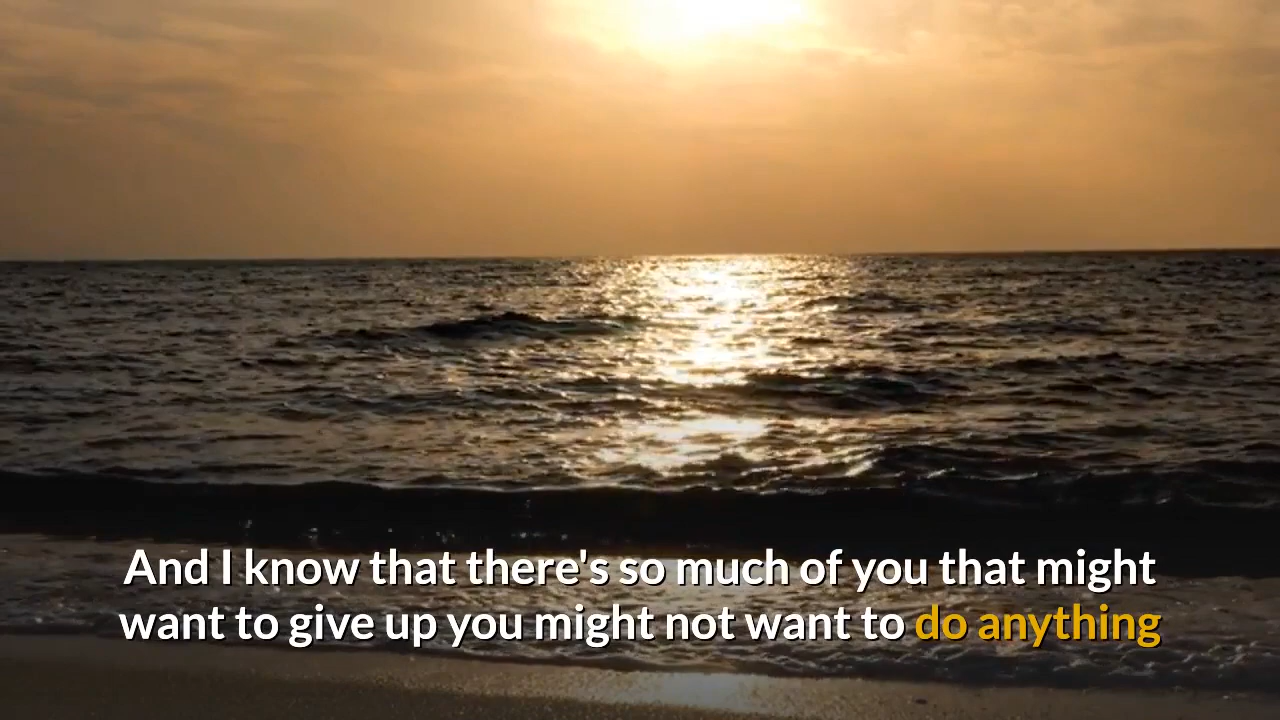 And I know that there's so much of you that might
want to give up you might not want to do anything